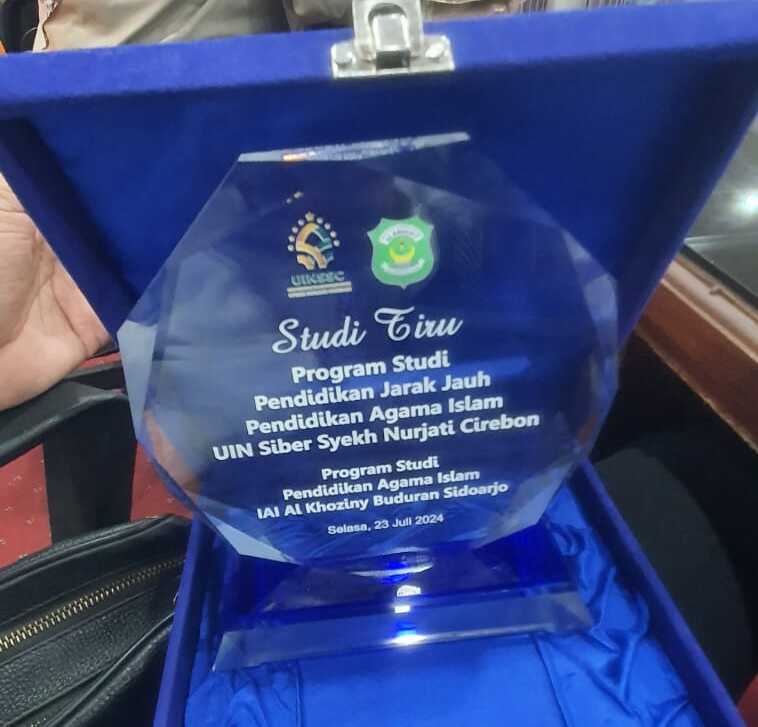 UINSSC
Studi Tiru
Program Studi
Pendidikan Jarak Jauh
Pendidikan Agama Islam
UIN Siber Syekh Nurjati Cirebon
Program Studi
Pendidikan Agama Islam
IAI Al Khoziny Buduran Sidoarjo
Selasa, 23 Juli 2024